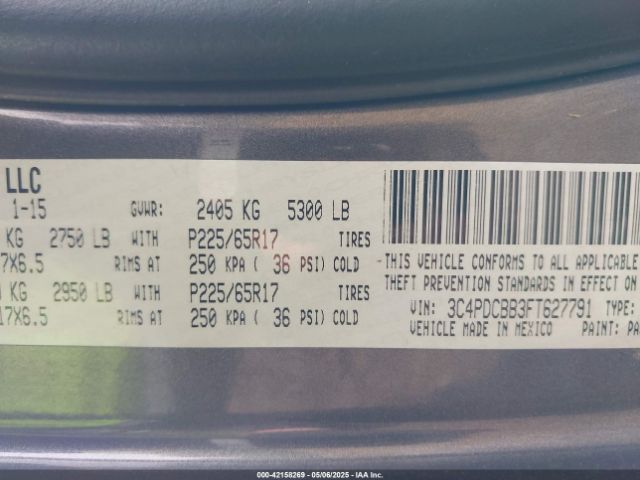 LLC
1-15 GVWR: 2405 KG 5300 LB
KG 2750 LB WITH P225/65R17 TIRES
7X6.5 RIMS AT 250 KPA ( 36 PSI) COLD
KG 2950 LB WITH P225/65R17 TIRES
17X6.5 RIMS AT 250 KPA ( 36 PSI) COLD
THIS VEHICLE CONFORMS TO ALL APPLICABLE
THEFT PREVENTION STANDARDS IN EFFECT ON
VIN: 3C4PDCBB3FT627791 TYPE:
VEHICLE MADE IN MEXICO PAINT: PA
000-42158269 - 05/06/2025 - IAA Inc.